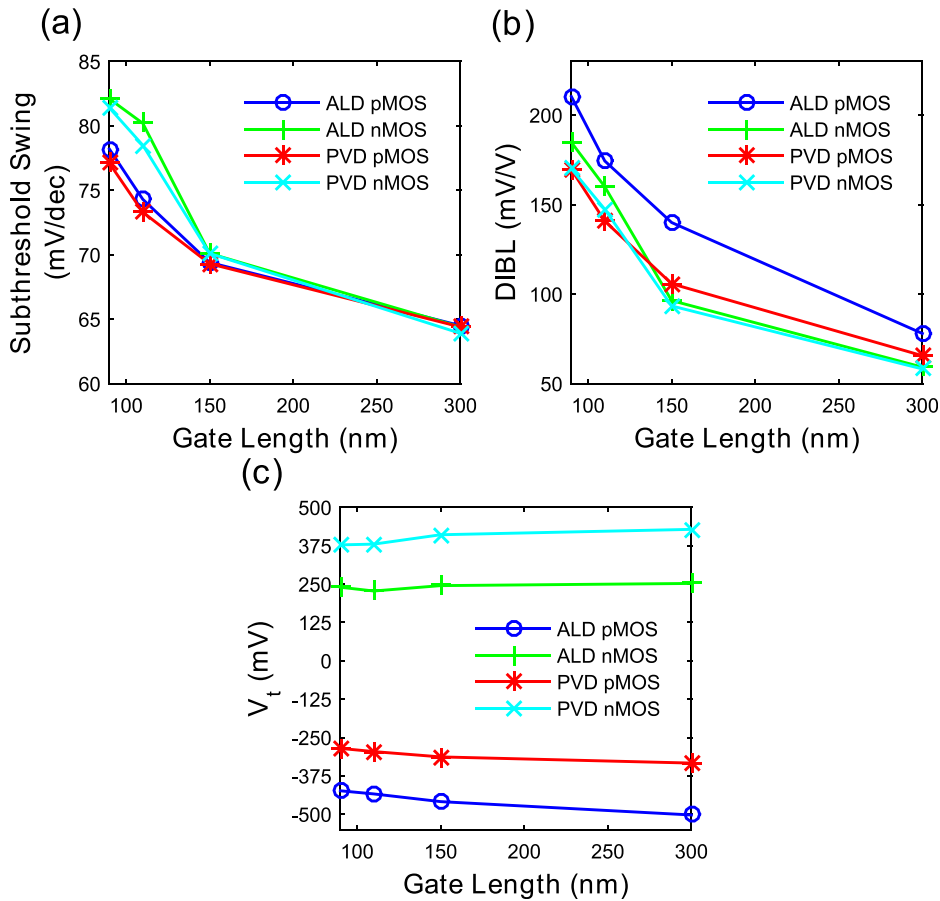 (a)
Subthreshold Swing
(mV/dec)
85
80
75
70
65
60
ALD pMOS
ALD nMOS
PVD pMOS
PVD nMOS
100
150
200
250
300
Gate Length (nm)
(b)
DIBL (mV/V)
200
150
100
50
ALD pMOS
ALD nMOS
PVD pMOS
PVD nMOS
100
150
200
250
300
Gate Length (nm)
(c)
V_t (mV)
500
375
250
125
0
-125
-250
-375
-500
ALD pMOS
ALD nMOS
PVD pMOS
PVD nMOS
100
150
200
250
300
Gate Length (nm)